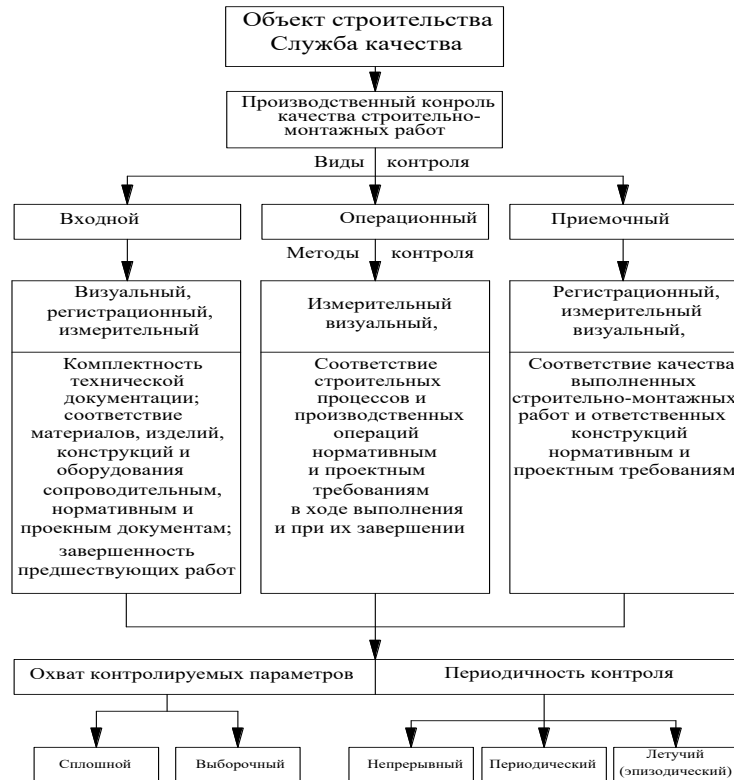 Объект строительства
Служба качества
Производственный конроль
качества строительно-
монтажных работ
Виды контроля
Входной
Операционный
Приемочный
Методы контроля
Визуальный,
регистрационный,
измерительный
Измерительный
визуальный,
Регистрационный,
измерительный
визуальный,
Комплектность
технической
документации;
соответствие
материалов, изделий,
конструкций и
оборудования
сопроводительным,
нормативным и
проекным документам;
завершенность
предшествующих работ
Соответствие
строительных
процессов и
производственных
операций
нормативным
и проектным
требованиям
в ходе выполнения
и при их завершении
Соответствие качества
выполненных
строительно-монтажных
работ и ответственных
конструкций
нормативным и
проектным требованиям
Охват контролируемых параметров
Периодичность контроля
Сплошной
Выборочный
Непрерывный
Периодический
Летучий
(эпизодический)